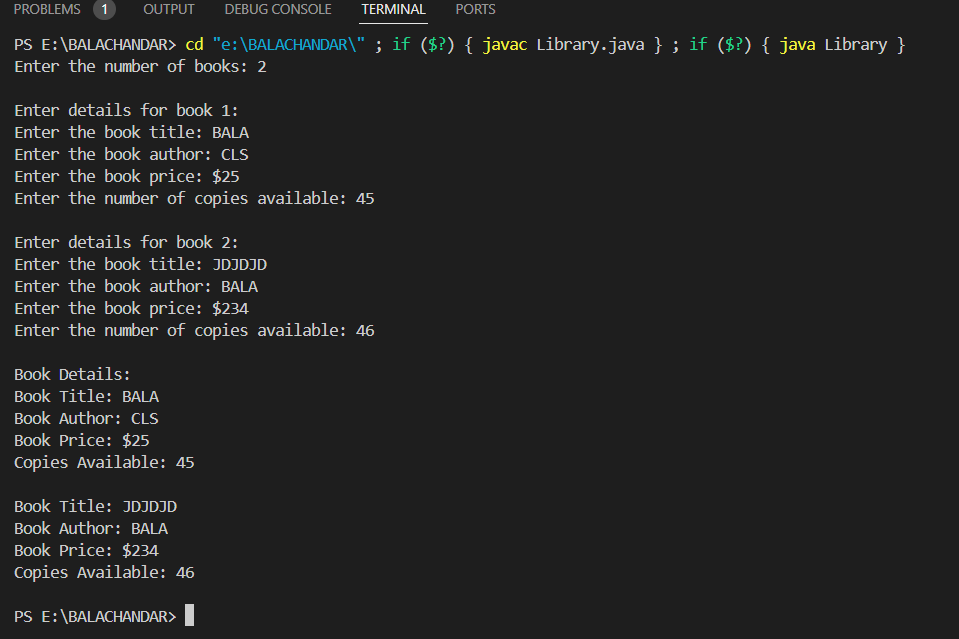 PROBLEMS 1 OUTPUT DEBUG CONSOLE TERMINAL PORTS
PS E:\BALACHANDAR> cd "e:\BALACHANDAR\" ; if ($?) { javac Library.java } ; if ($?) { java Library }
Enter the number of books: 2
Enter details for book 1:
Enter the book title: BALA
Enter the book author: CLS
Enter the book price: $25
Enter the number of copies available: 45
Enter details for book 2:
Enter the book title: JDJDJD
Enter the book author: BALA
Enter the book price: $234
Enter the number of copies available: 46
Book Details:
Book Title: BALA
Book Author: CLS
Book Price: $25
Copies Available: 45
Book Title: JDJDJD
Book Author: BALA
Book Price: $234
Copies Available: 46
PS E:\BALACHANDAR>